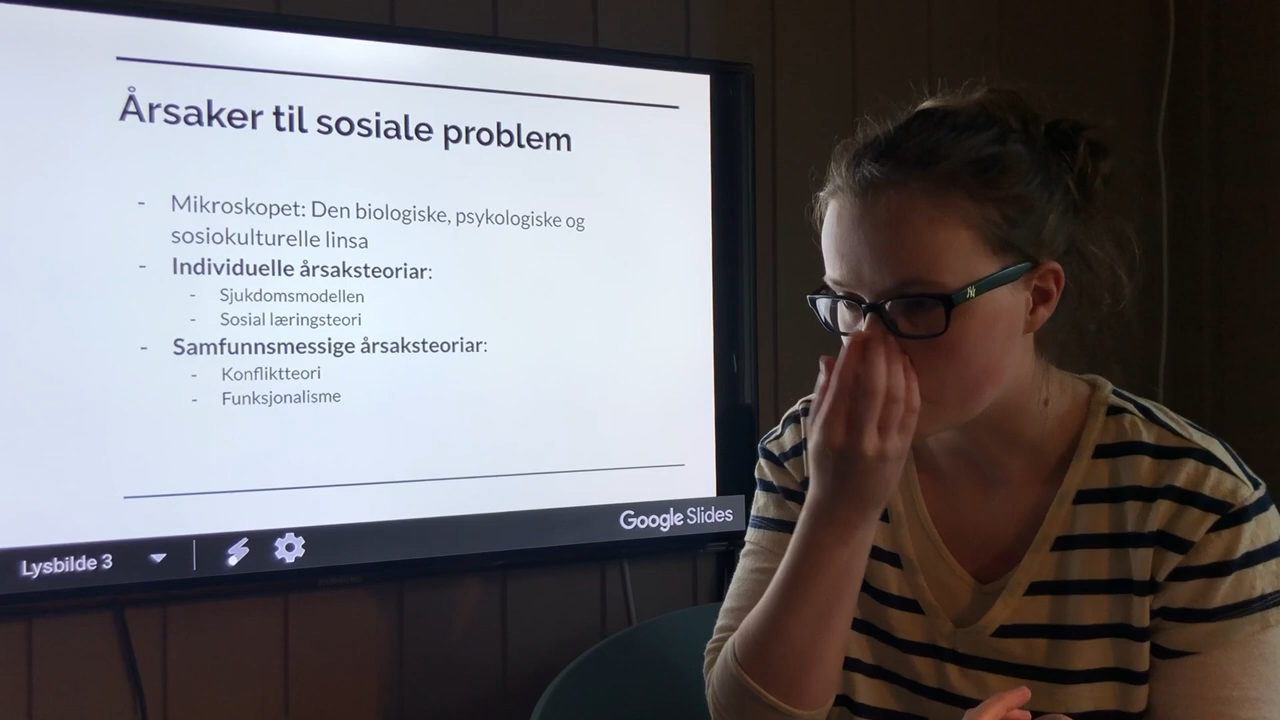 Årsaker til sosiale problem
- Mikroskopet: Den biologiske, psykologiske og
sosiokulturelle linsa
- Individuelle årsaksteoriar:
- Sjukdomsmodellen
- Sosial læringsteori
- Samfunnsmessige årsaksteoriar:
- Konfliktteori
- Funksjonalisme
Google Slides
Lysbilde 3
NY